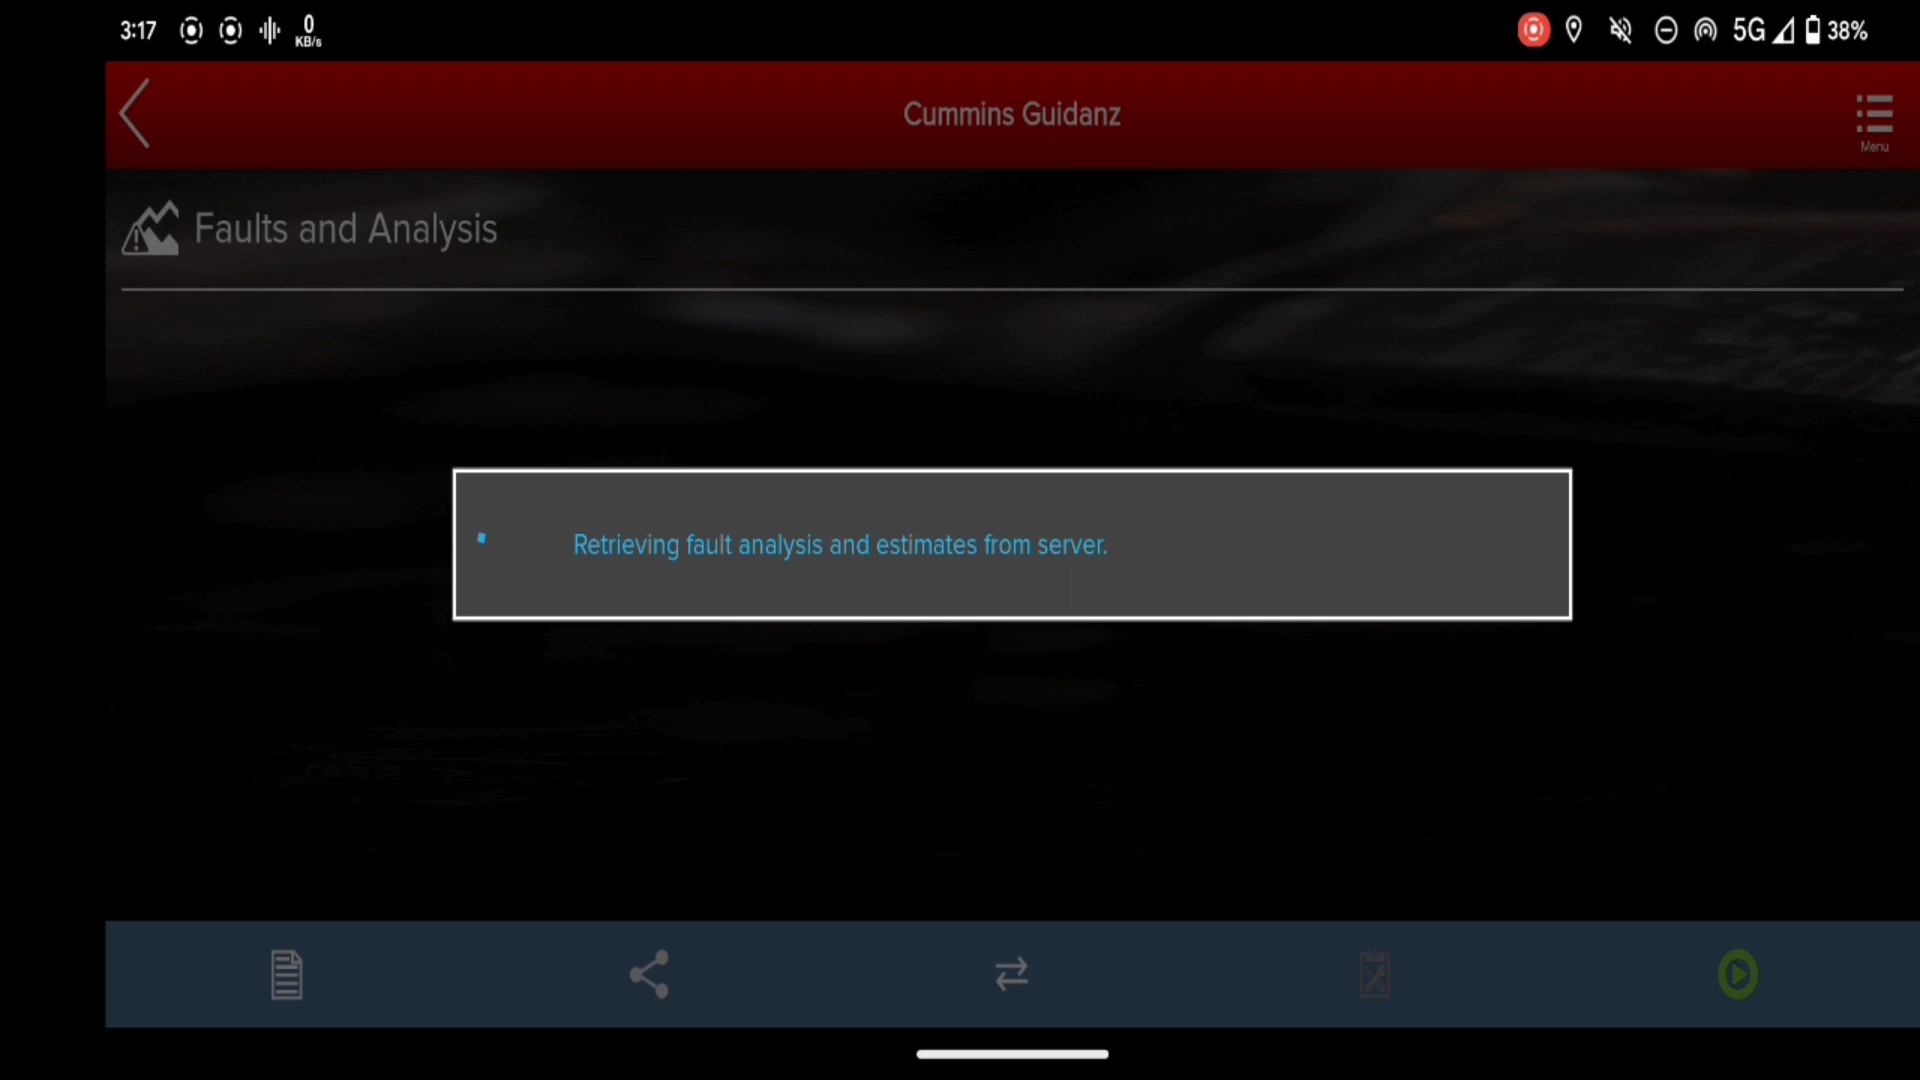 3:17
0
KB/s
5G
38%
Cummins Guidanz
Menu
Faults and Analysis
Retrieving fault analysis and estimates from server.